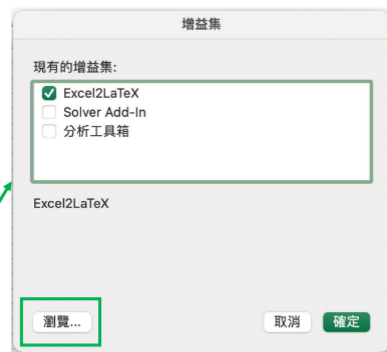 增益集
現有的增益集:
Excel2LaTeX
Solver Add-In
分析工具箱
Excel2LaTeX
瀏覽... 取消 確定